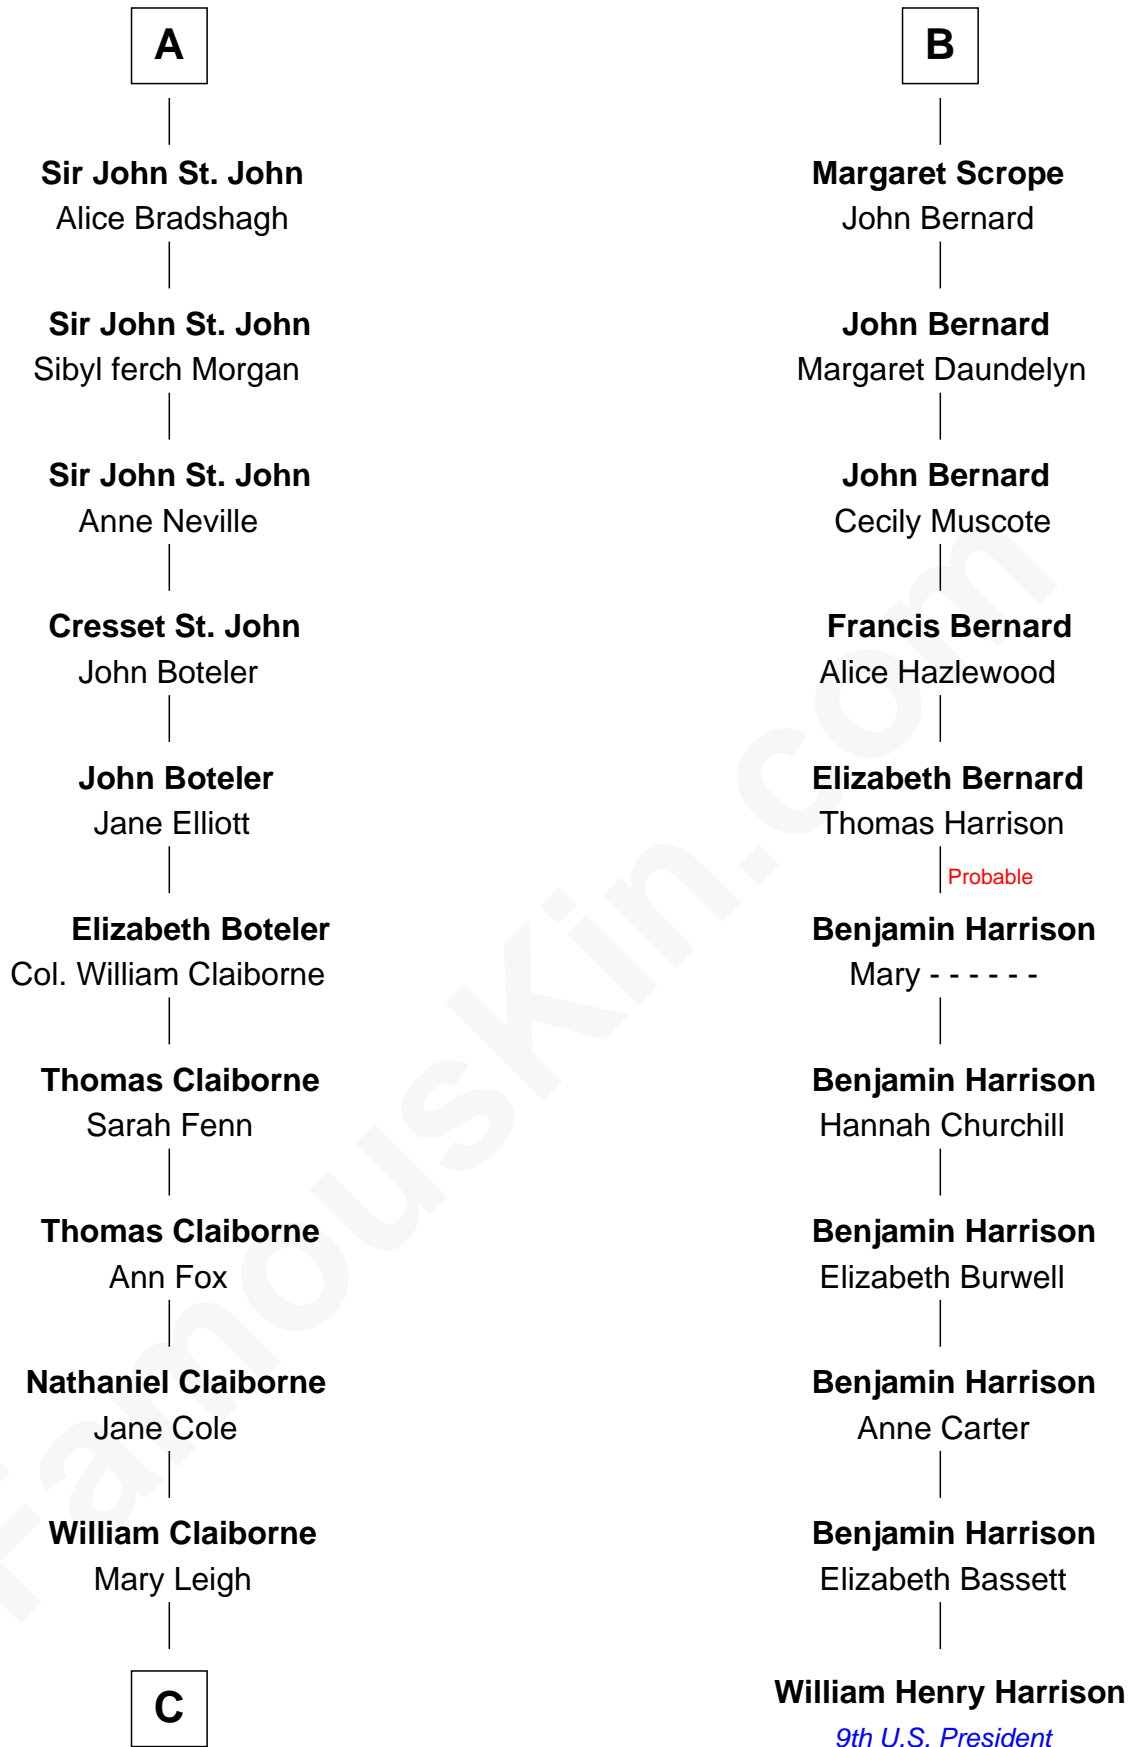 A
Sir John St. John
Alice Bradshagh
Sir John St. John
Sibyl ferch Morgan
Sir John St. John
Anne Neville
Cresset St. John
John Boteler
John Boteler
Jane Elliott
Elizabeth Boteler
Col. William Claiborne
Thomas Claiborne
Sarah Fenn
Thomas Claiborne
Ann Fox
Nathaniel Claiborne
Jane Cole
William Claiborne
Mary Leigh
C
B
Margaret Scrope
John Bernard
John Bernard
Margaret Daundelyn
John Bernard
Cecily Muscote
Francis Bernard
Alice Hazlewood
Elizabeth Bernard
Thomas Harrison
Probable
Benjamin Harrison
Mary - - - - - -
Benjamin Harrison
Hannah Churchill
Benjamin Harrison
Elizabeth Burwell
Benjamin Harrison
Anne Carter
Benjamin Harrison
Elizabeth Bassett
William Henry Harrison
9th U.S. President
FamousKin.com